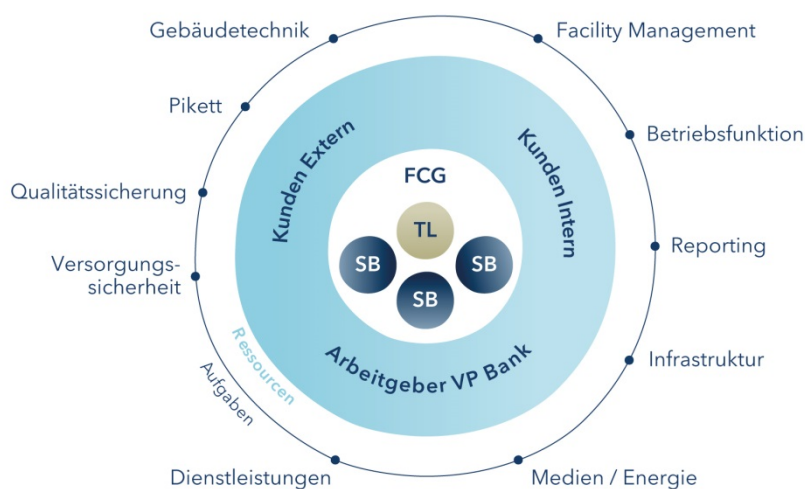 Gebäudetechnik
Facility Management
Pikett
Betriebsfunktion
Kunden Extern
Kunden Intern
FCG
Qualitätssicherung
TL
Reporting
Versorgungs-
sicherheit
SB
SB
SB
Ressourcen
Arbeitgeber VP Bank
Infrastruktur
Aufgaben
Dienstleistungen
Medien / Energie